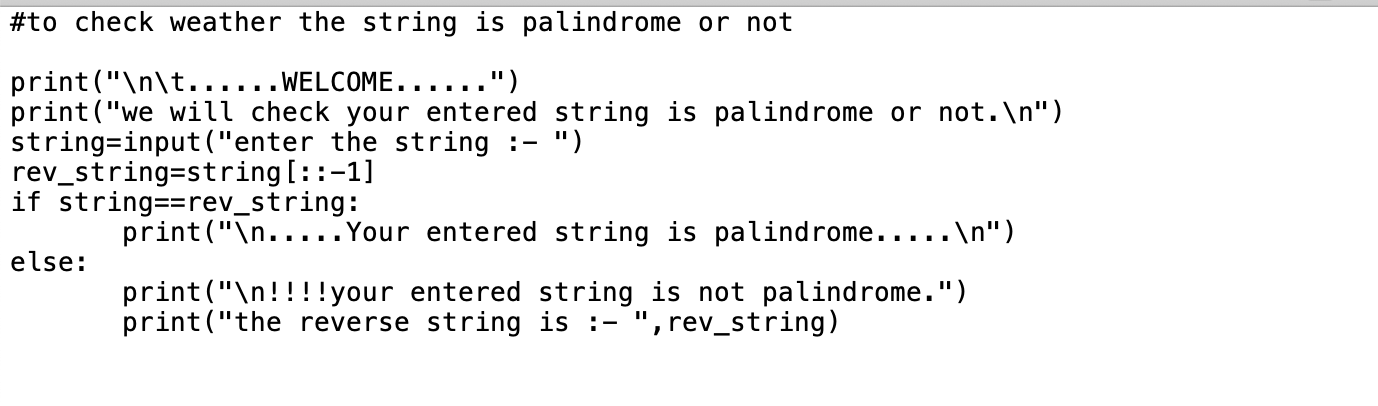 #to check weather the string is palindrome or not

print("\n\t......WELCOME......")
print("we will check your entered string is palindrome or not.\n")
string=input("enter the string :- ")
rev_string=string[::-1]
if string==rev_string:
       print("\n.....Your entered string is palindrome.....\n")
else:
       print("\n!!!!your entered string is not palindrome.")
       print("the reverse string is :- ",rev_string)